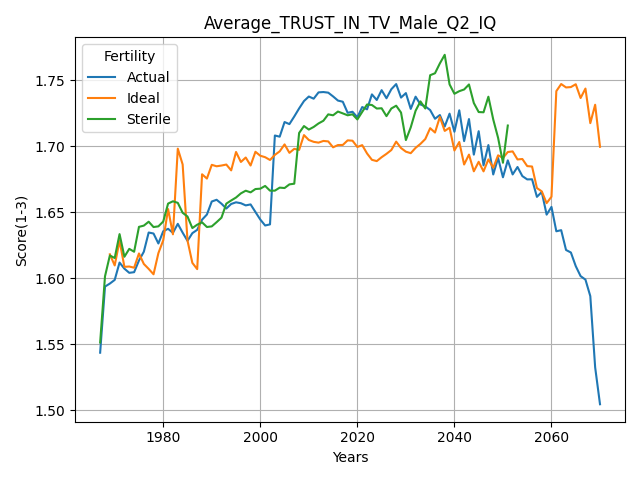 Average_TRUST_IN_TV_Male_Q2_IQ
Fertility
Actual
Ideal
Sterile
Score(1-3)
1.75
1.70
1.65
1.60
1.55
1.50
1980 2000 2020 2040 2060
Years